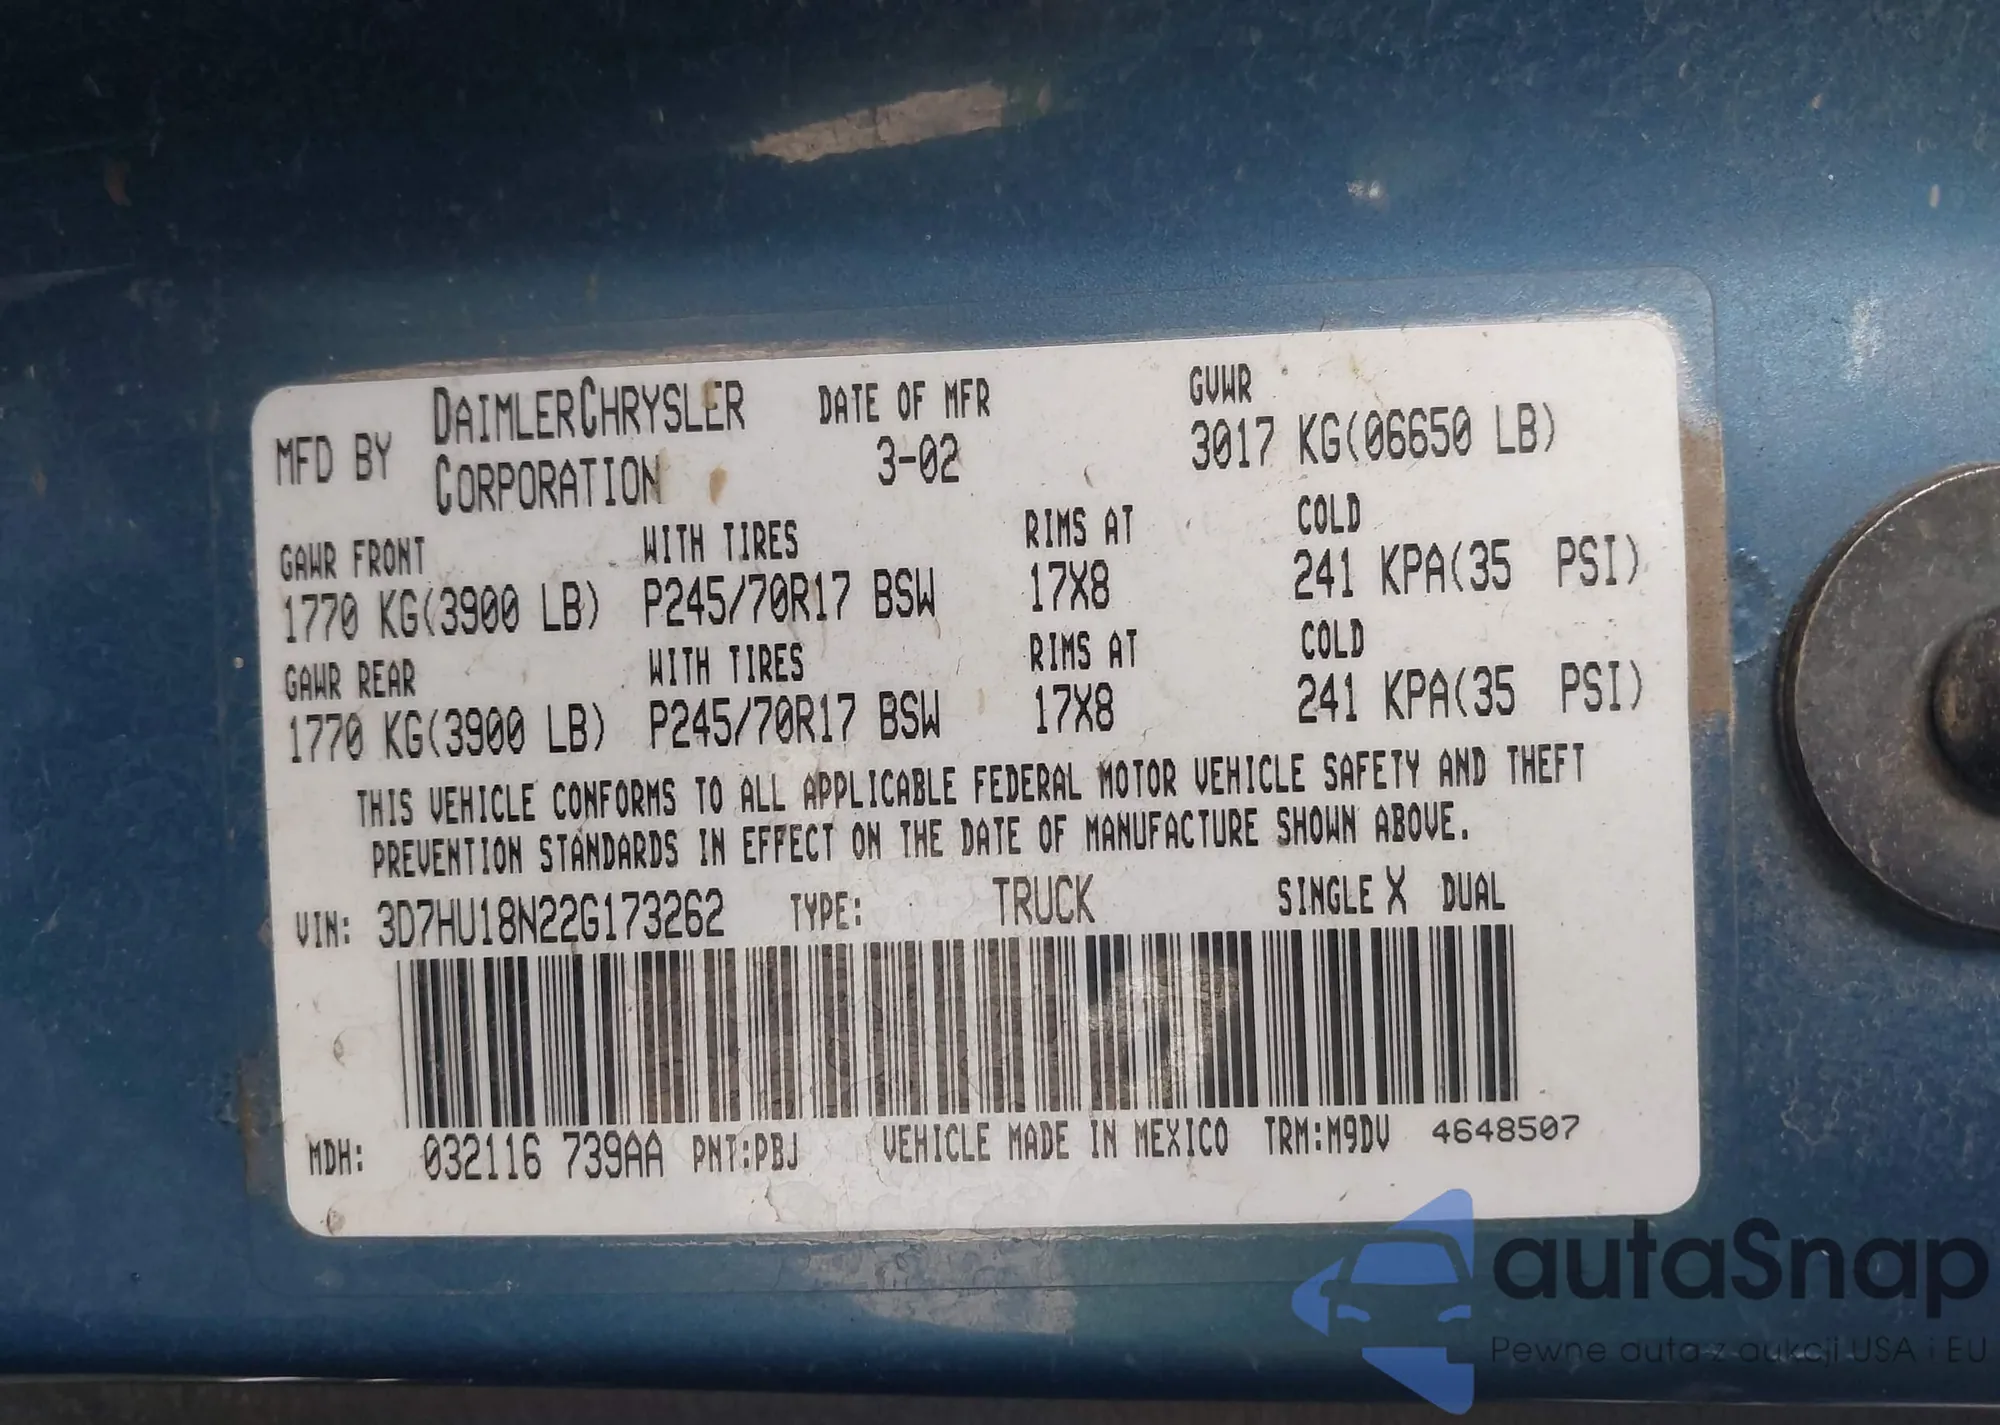 MFD BY DAIMLERCHRYSLER CORPORATION DATE OF MFR 3-02 GVWR 3017 KG(06650 LB)
GAWR FRONT WITH TIRES RIMS AT COLD
1770 KG(3900 LB) P245/70R17 BSW 17X8 241 KPA(35 PSI)
GAWR REAR WITH TIRES RIMS AT COLD
1770 KG(3900 LB) P245/70R17 BSW 17X8 241 KPA(35 PSI)
THIS VEHICLE CONFORMS TO ALL APPLICABLE FEDERAL MOTOR VEHICLE SAFETY AND THEFT
PREVENTION STANDARDS IN EFFECT ON THE DATE OF MANUFACTURE SHOWN ABOVE.
VIN: 3D7HU18N22G173262 TYPE: TRUCK SINGLE X DUAL
MDH: 032116 739AA PNT:PBJ VEHICLE MADE IN MEXICO TRM:M9DV 4648507
autaSnap
Pewne auta z aukcji USA i EU